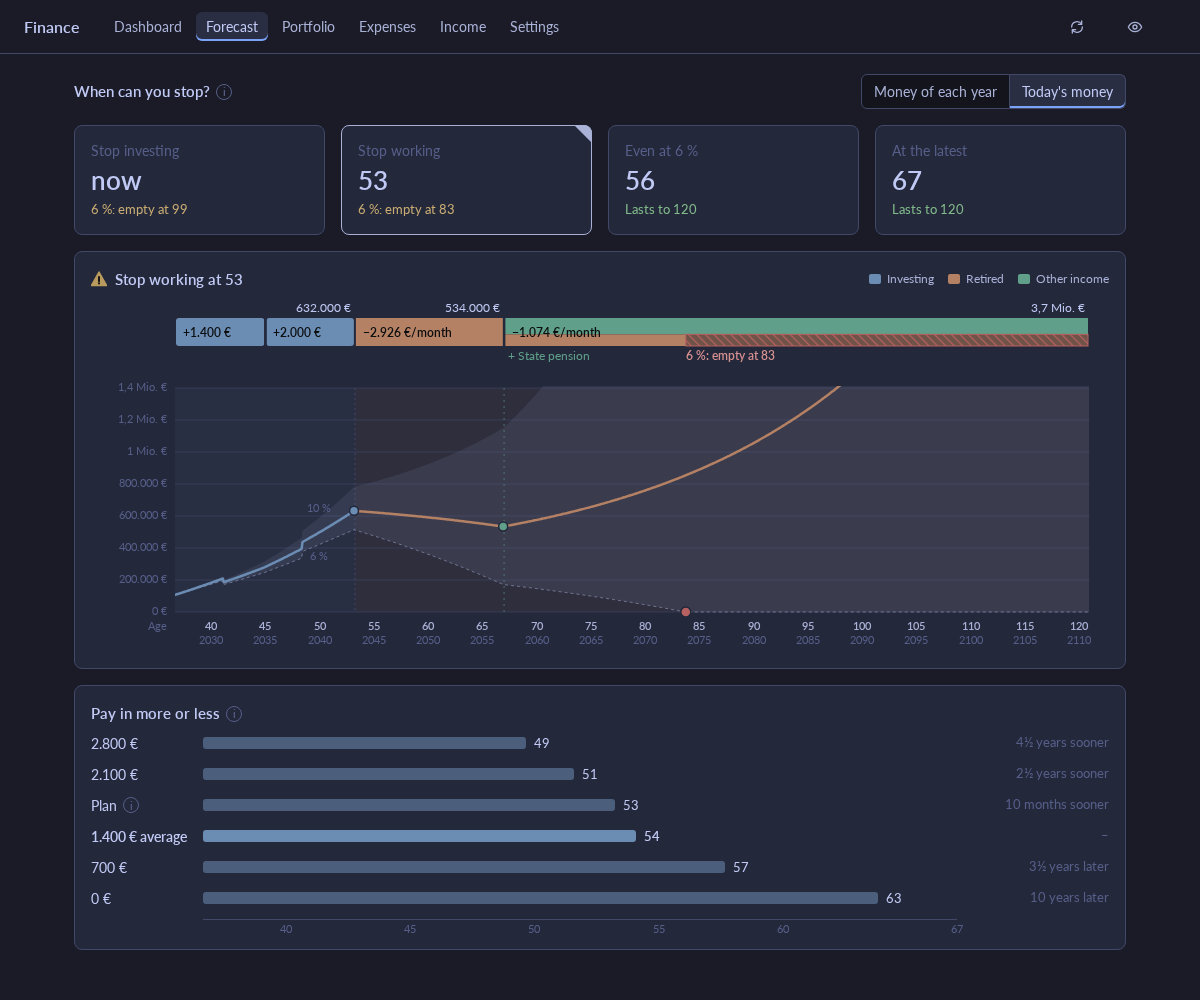 Finance Dashboard Forecast Portfolio Expenses Income Settings
When can you stop? i
Money of each year Today's money
Stop investing
now
6 %: empty at 99
Stop working
53
6 %: empty at 83
Even at 6 %
56
Lasts to 120
At the latest
67
Lasts to 120
Stop working at 53
Investing Retired Other income
632.000 € 534.000 € 3,7 Mio. €
+1.400 € +2.000 € −2.926 €/month −1.074 €/month
+ State pension 6 %: empty at 83
1,4 Mio. €
1,2 Mio. €
1 Mio. €
800.000 €
600.000 €
400.000 €
200.000 €
0 €
10 %
6 %
Age 40 45 50 55 60 65 70 75 80 85 90 95 100 105 110 115 120
2030 2035 2040 2045 2050 2055 2060 2065 2070 2075 2080 2085 2090 2095 2100 2105 2110
Pay in more or less i
2.800 € 49 4½ years sooner
2.100 € 51 2½ years sooner
Plan i 53 10 months sooner
1.400 € average 54 –
700 € 57 3½ years later
0 € 63 10 years later
40 45 50 55 60 67